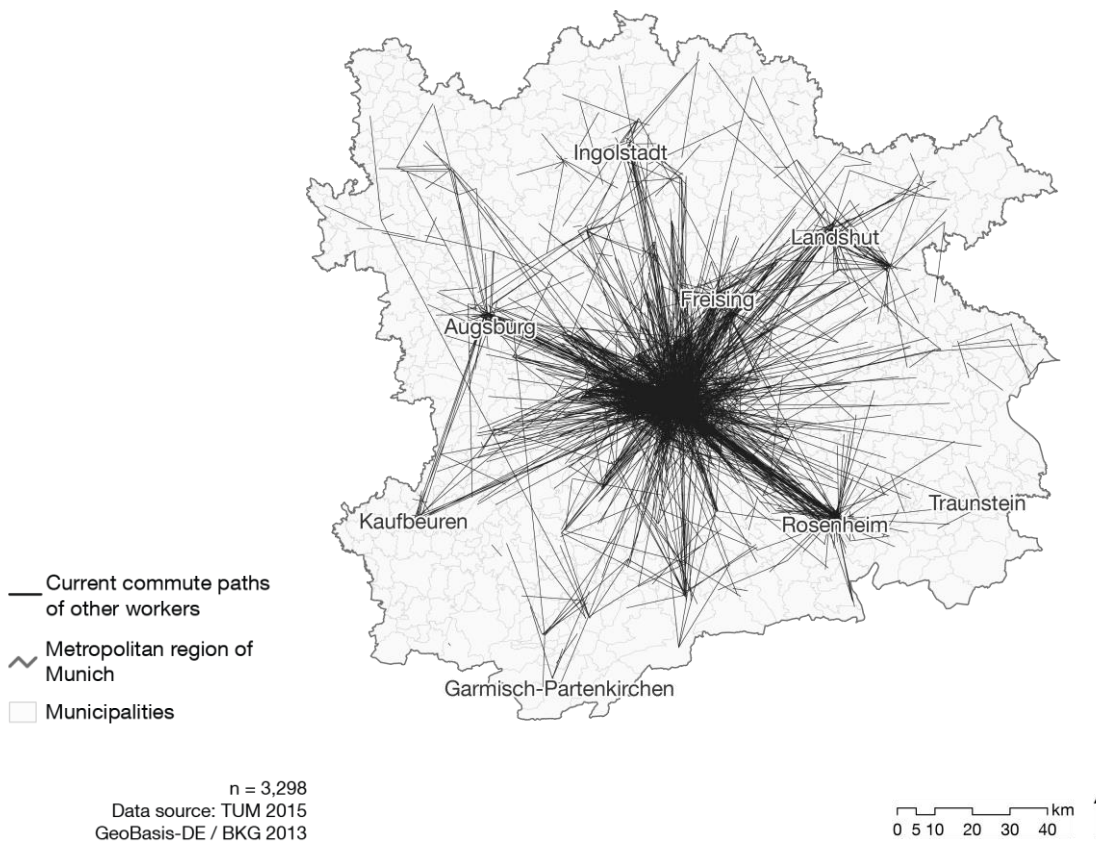 Ingolstadt
Landshut
Freising
Augsburg
Traunstein
Kaufbeuren
Rosenheim
Current commute paths
of other workers
Metropolitan region of
Munich
Garmisch-Partenkirchen
Municipalities
n = 3,298
Data source: TUM 2015
GeoBasis-DE / BKG 2013
km
0 5 10 20 30 40